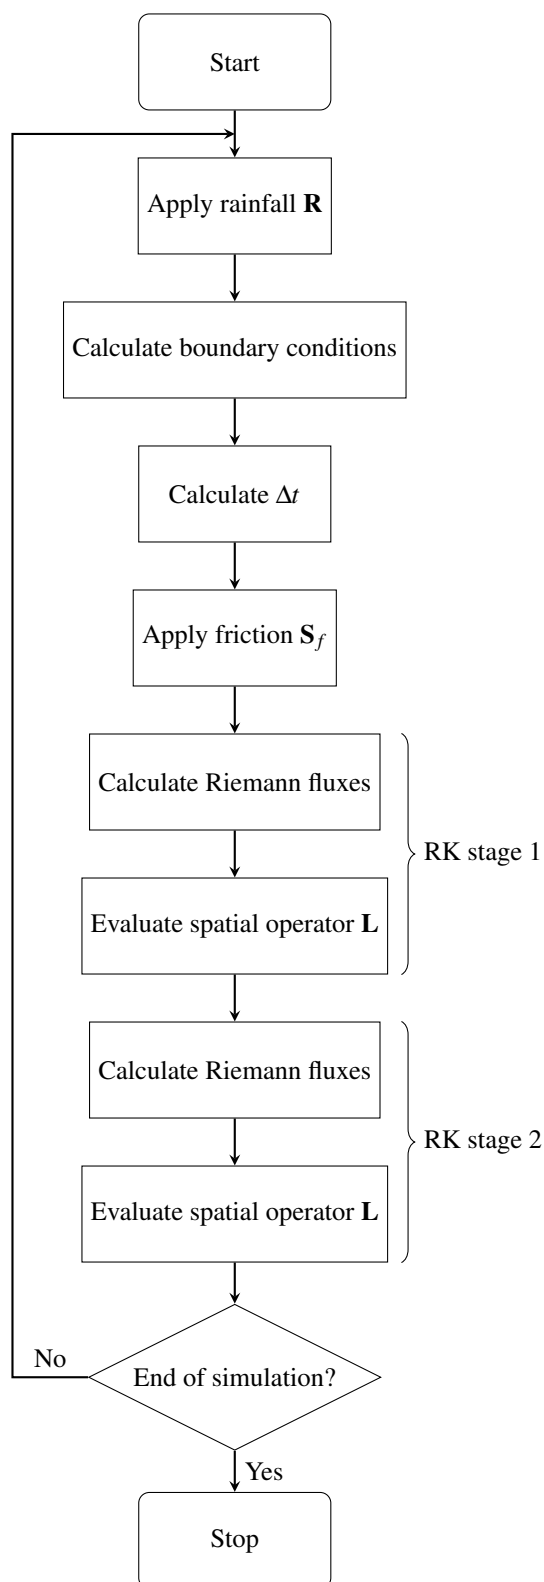 Start
Apply rainfall R
Calculate boundary conditions
Calculate Δt
Apply friction S_f
Calculate Riemann fluxes
RK stage 1
Evaluate spatial operator L
Calculate Riemann fluxes
RK stage 2
Evaluate spatial operator L
No
End of simulation?
Yes
Stop